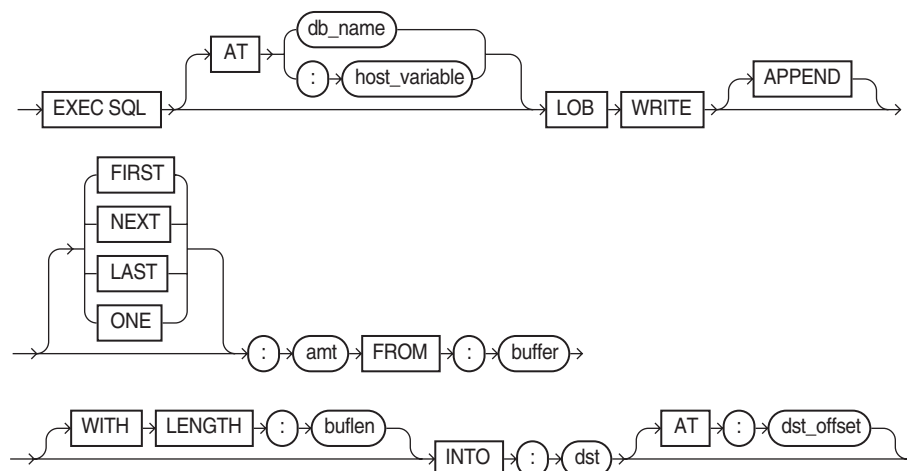 AT db_name
: host_variable
EXEC SQL LOB WRITE APPEND
FIRST
NEXT
LAST
ONE
: amt FROM : buffer
WITH LENGTH : buflen AT : dst_offset
INTO : dst